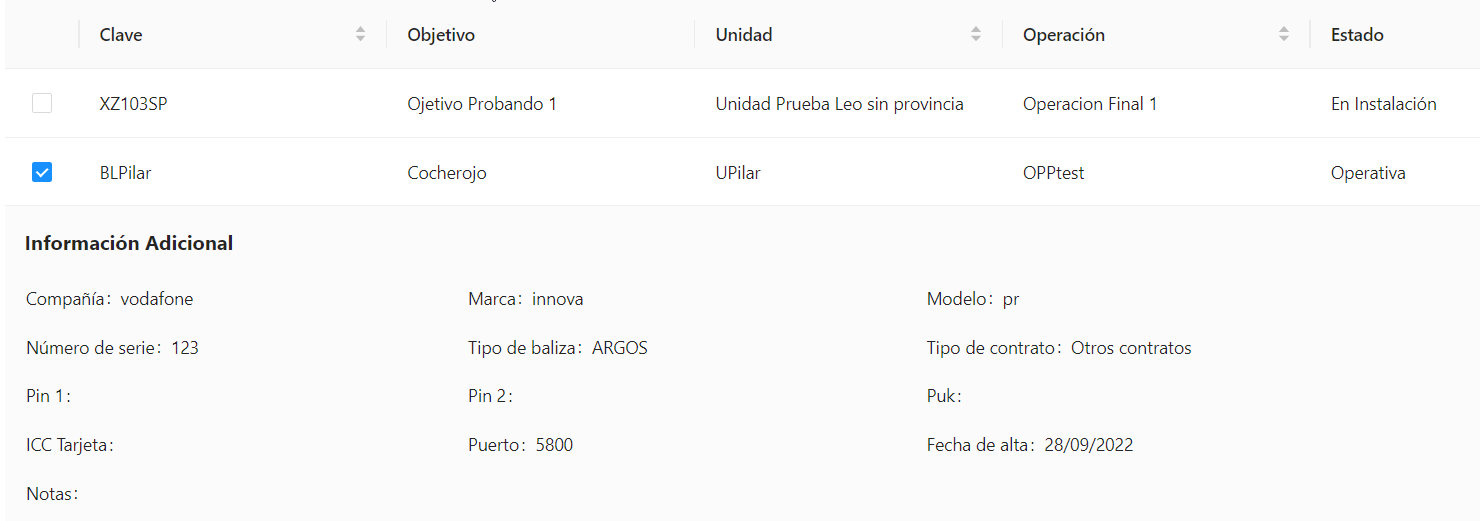 Clave Objetivo Unidad Operación Estado
XZ103SP Ojetivo Probando 1 Unidad Prueba Leo sin provincia Operacion Final 1 En Instalación
BLPilar Cocherojo UPilar OPPtest Operativa
Información Adicional
Compañía: vodafone Marca: innova Modelo: pr
Número de serie: 123 Tipo de baliza: ARGOS Tipo de contrato: Otros contratos
Pin 1: Pin 2: Puk:
ICC Tarjeta: Puerto: 5800 Fecha de alta: 28/09/2022
Notas: